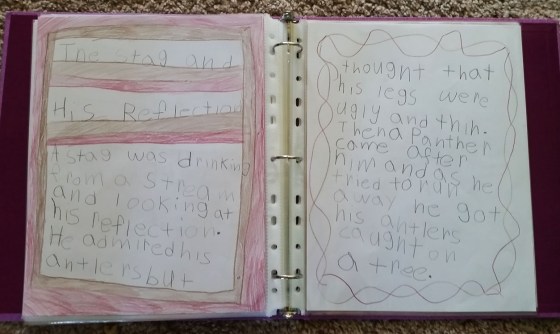 The stag and
His Reflection
A stag was drinking
from a stream
and looking at
his reflection.
He admired his
antlers but
thought that
his legs were
ugly and thin.
Then a Panther
came after
him and as he
tried to run
away he got
his antlers
caught on
a tree.